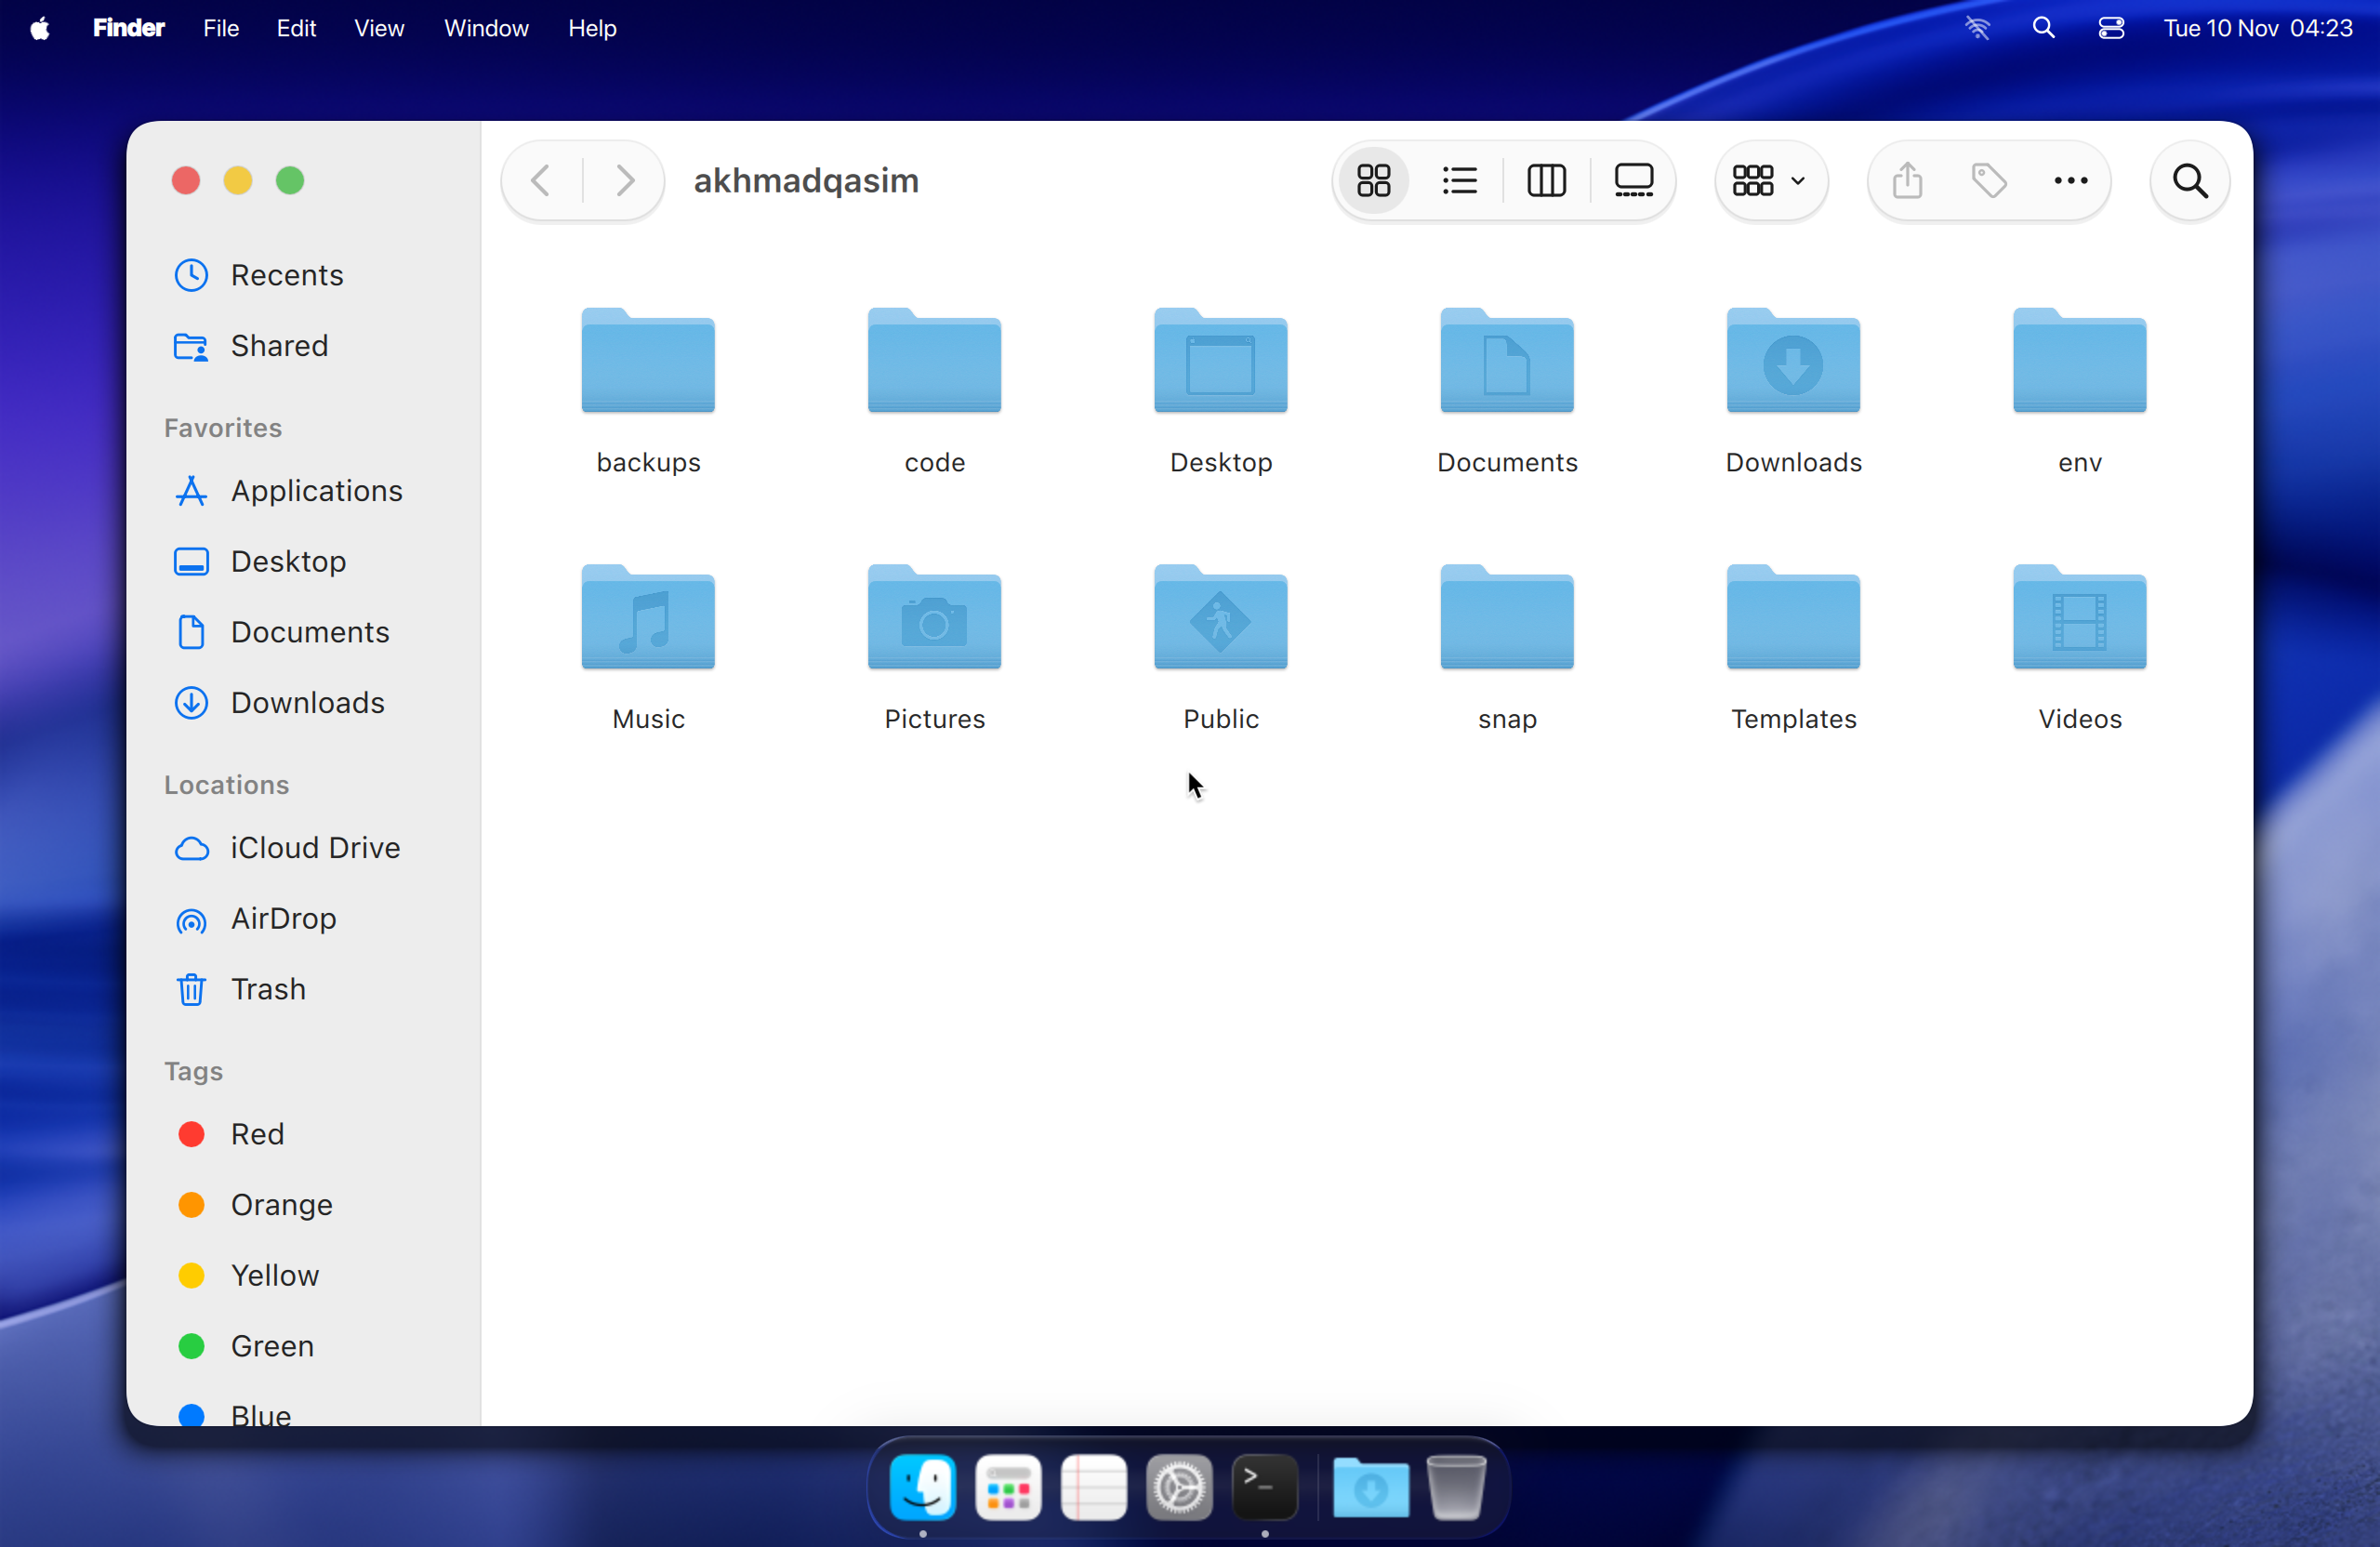 Finder File Edit View Window Help Tue 10 Nov 04:23
akhmadqasim
Recents
Shared
Favorites
Applications
Desktop
Documents
Downloads
Locations
iCloud Drive
AirDrop
Trash
Tags
Red
Orange
Yellow
Green
Blue
backups code Desktop Documents Downloads env
Music Pictures Public snap Templates Videos
>_